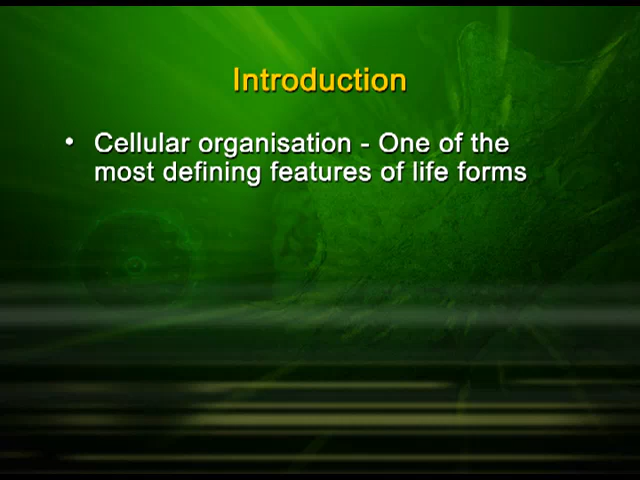 Introduction
• Cellular organisation - One of the
most defining features of life forms